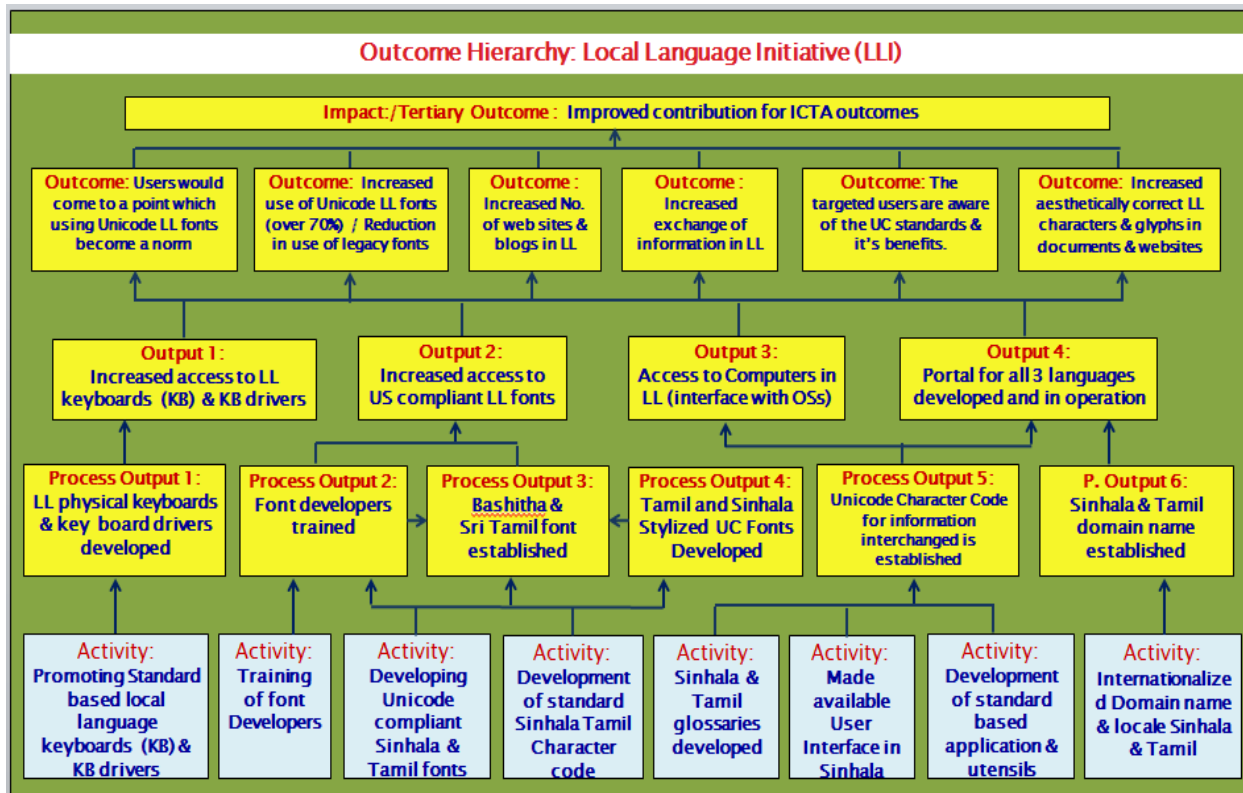 Outcome Hierarchy: Local Language Initiative (LLI)
Impact:/Tertiary Outcome : Improved contribution for ICTA outcomes
Outcome: Users would
come to a point which
using Unicode LL fonts
become a norm
Outcome: Increased
use of Unicode LL fonts
(over 70%) / Reduction
in use of legacy fonts
Outcome :
Increased No.
of web sites &
blogs in LL
Outcome :
Increased
exchange of
information in LL
Outcome : The
targeted users are aware
of the UC standards &
it's benefits.
Outcome: Increased
aesthetically correct LL
characters & glyphs in
documents & websites
Output 1:
Increased access to LL
keyboards (KB) & KB drivers
Output 2:
Increased access to
US compliant LL fonts
Output 3:
Access to Computers in
LL (interface with OSs)
Output 4:
Portal for all 3 languages
developed and in operation
Process Output 1:
LL physical keyboards
& key board drivers
developed
Process Output 2:
Font developers
trained
Process Output 3:
Bashitha &
Sri Tamil font
established
Process Output 4:
Tamil and Sinhala
Stylized UC Fonts
Developed
Process Output 5:
Unicode Character Code
for information
interchanged is
established
P. Output 6:
Sinhala & Tamil
domain name
established
Activity:
Promoting Standard
based local
language
keyboards (KB) &
KB drivers
Activity:
Training
of font
Developers
Activity:
Developing
Unicode
compliant
Sinhala &
Tamil fonts
Activity:
Development
of standard
Sinhala Tamil
Character
code
Activity:
Sinhala &
Tamil
glossaries
developed
Activity:
Made
available
User
Interface in
Sinhala
Activity:
Development
of standard
based
application &
utensils
Activity:
Internationalize
d Domain name
& locale Sinhala
& Tamil